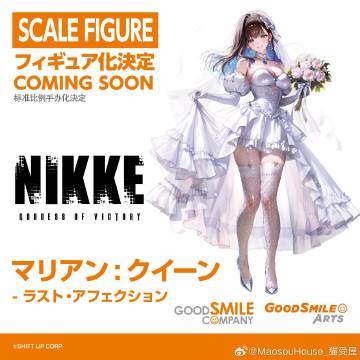 SCALE FIGURE
フィギュア化決定
COMING SOON
标准比例手办化决定
NIKKE
GODDESS OF VICTORY
マリアン：クイーン
- ラスト・アフェクション
GOOD SMILE COMPANY
GOODSMILE ARTS
©SHIFT UP CORP.
@MaosouHouse_猫受屋